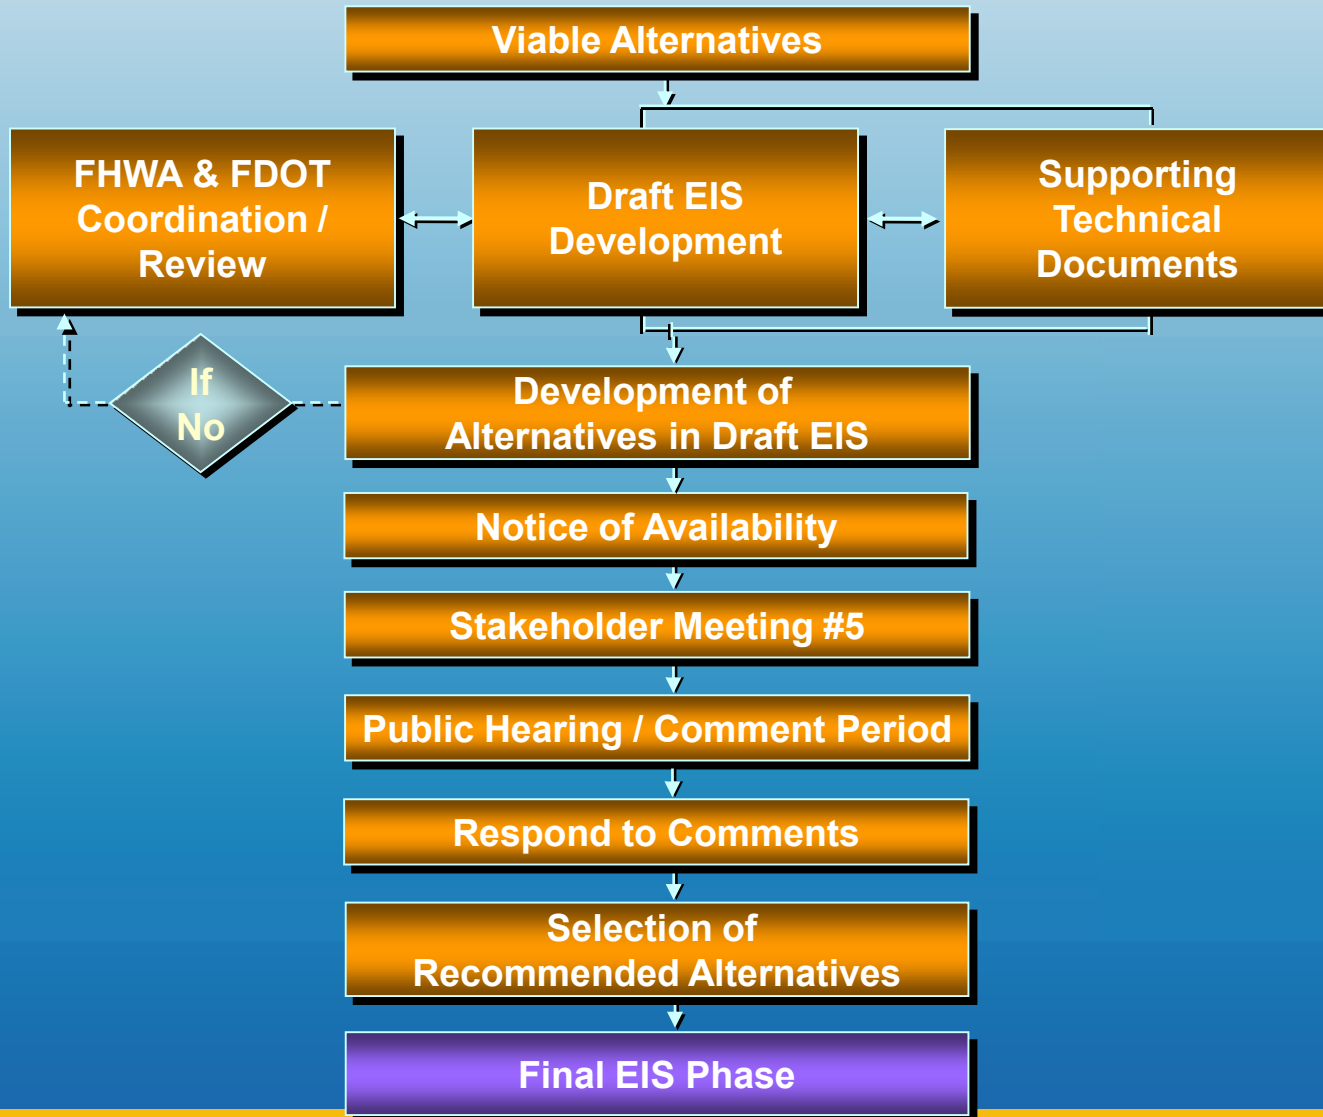 Viable Alternatives
FHWA & FDOT
Coordination /
Review
Draft EIS
Development
Supporting
Technical
Documents
If
No
Development of
Alternatives in Draft EIS
Notice of Availability
Stakeholder Meeting #5
Public Hearing / Comment Period
Respond to Comments
Selection of
Recommended Alternatives
Final EIS Phase